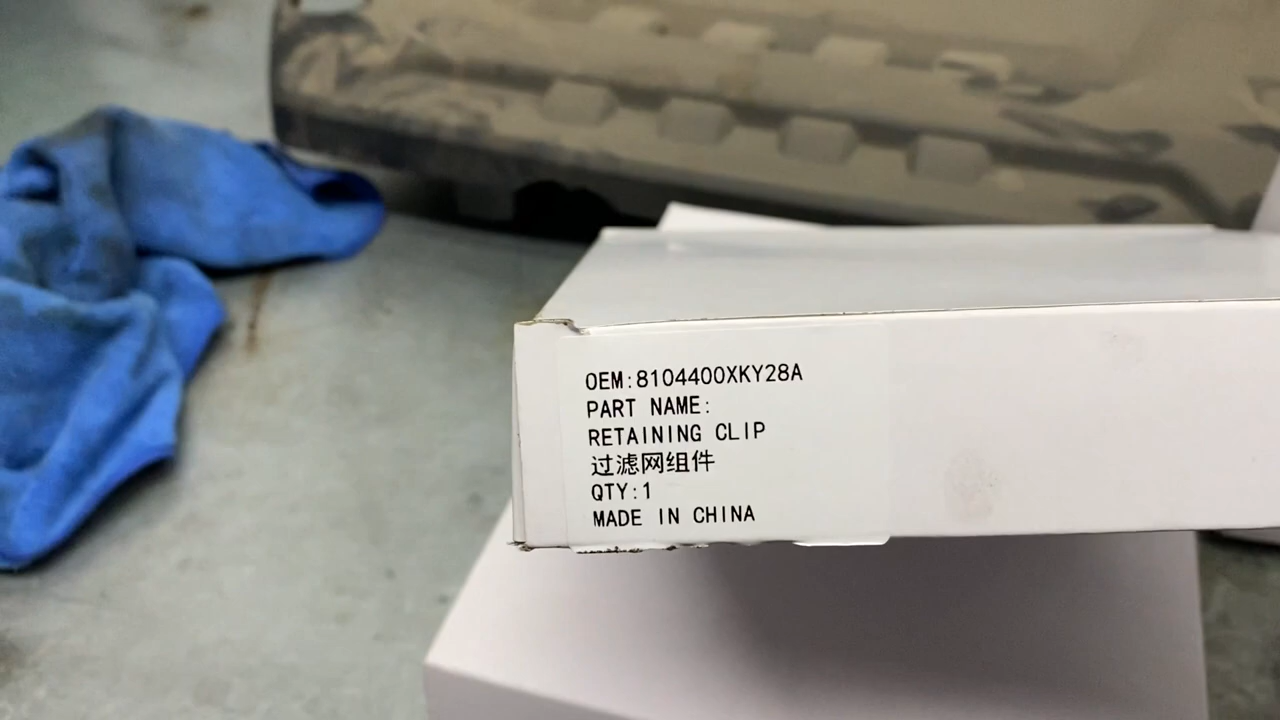 OEM:8104400XKY28A
PART NAME:
RETAINING CLIP
过滤网组件
QTY:1
MADE IN CHINA